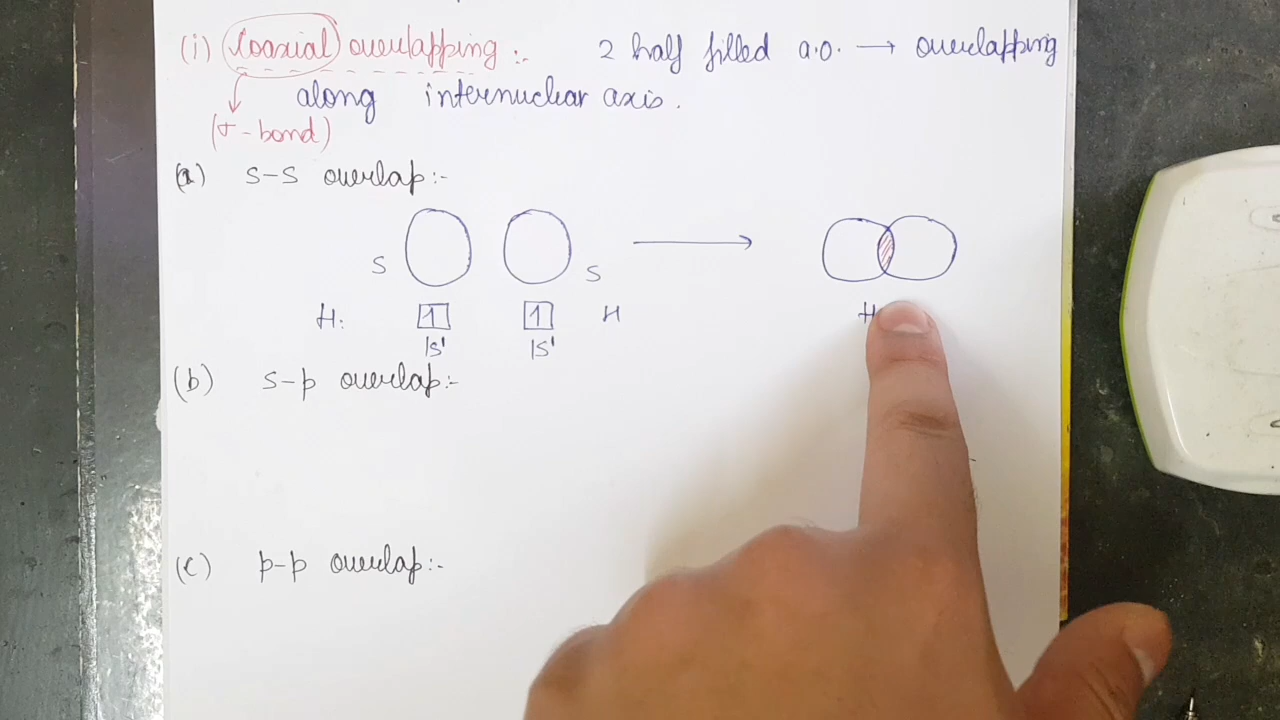 (i) Coaxial overlapping :- 2 half filled a.o. → overlapping
along internuclear axis.
(σ-bond)
(a) s-s overlap:-
S S
H: 1 1 H H
1s¹ 1s¹
(b) s-p overlap:-
(c) p-p overlap:-